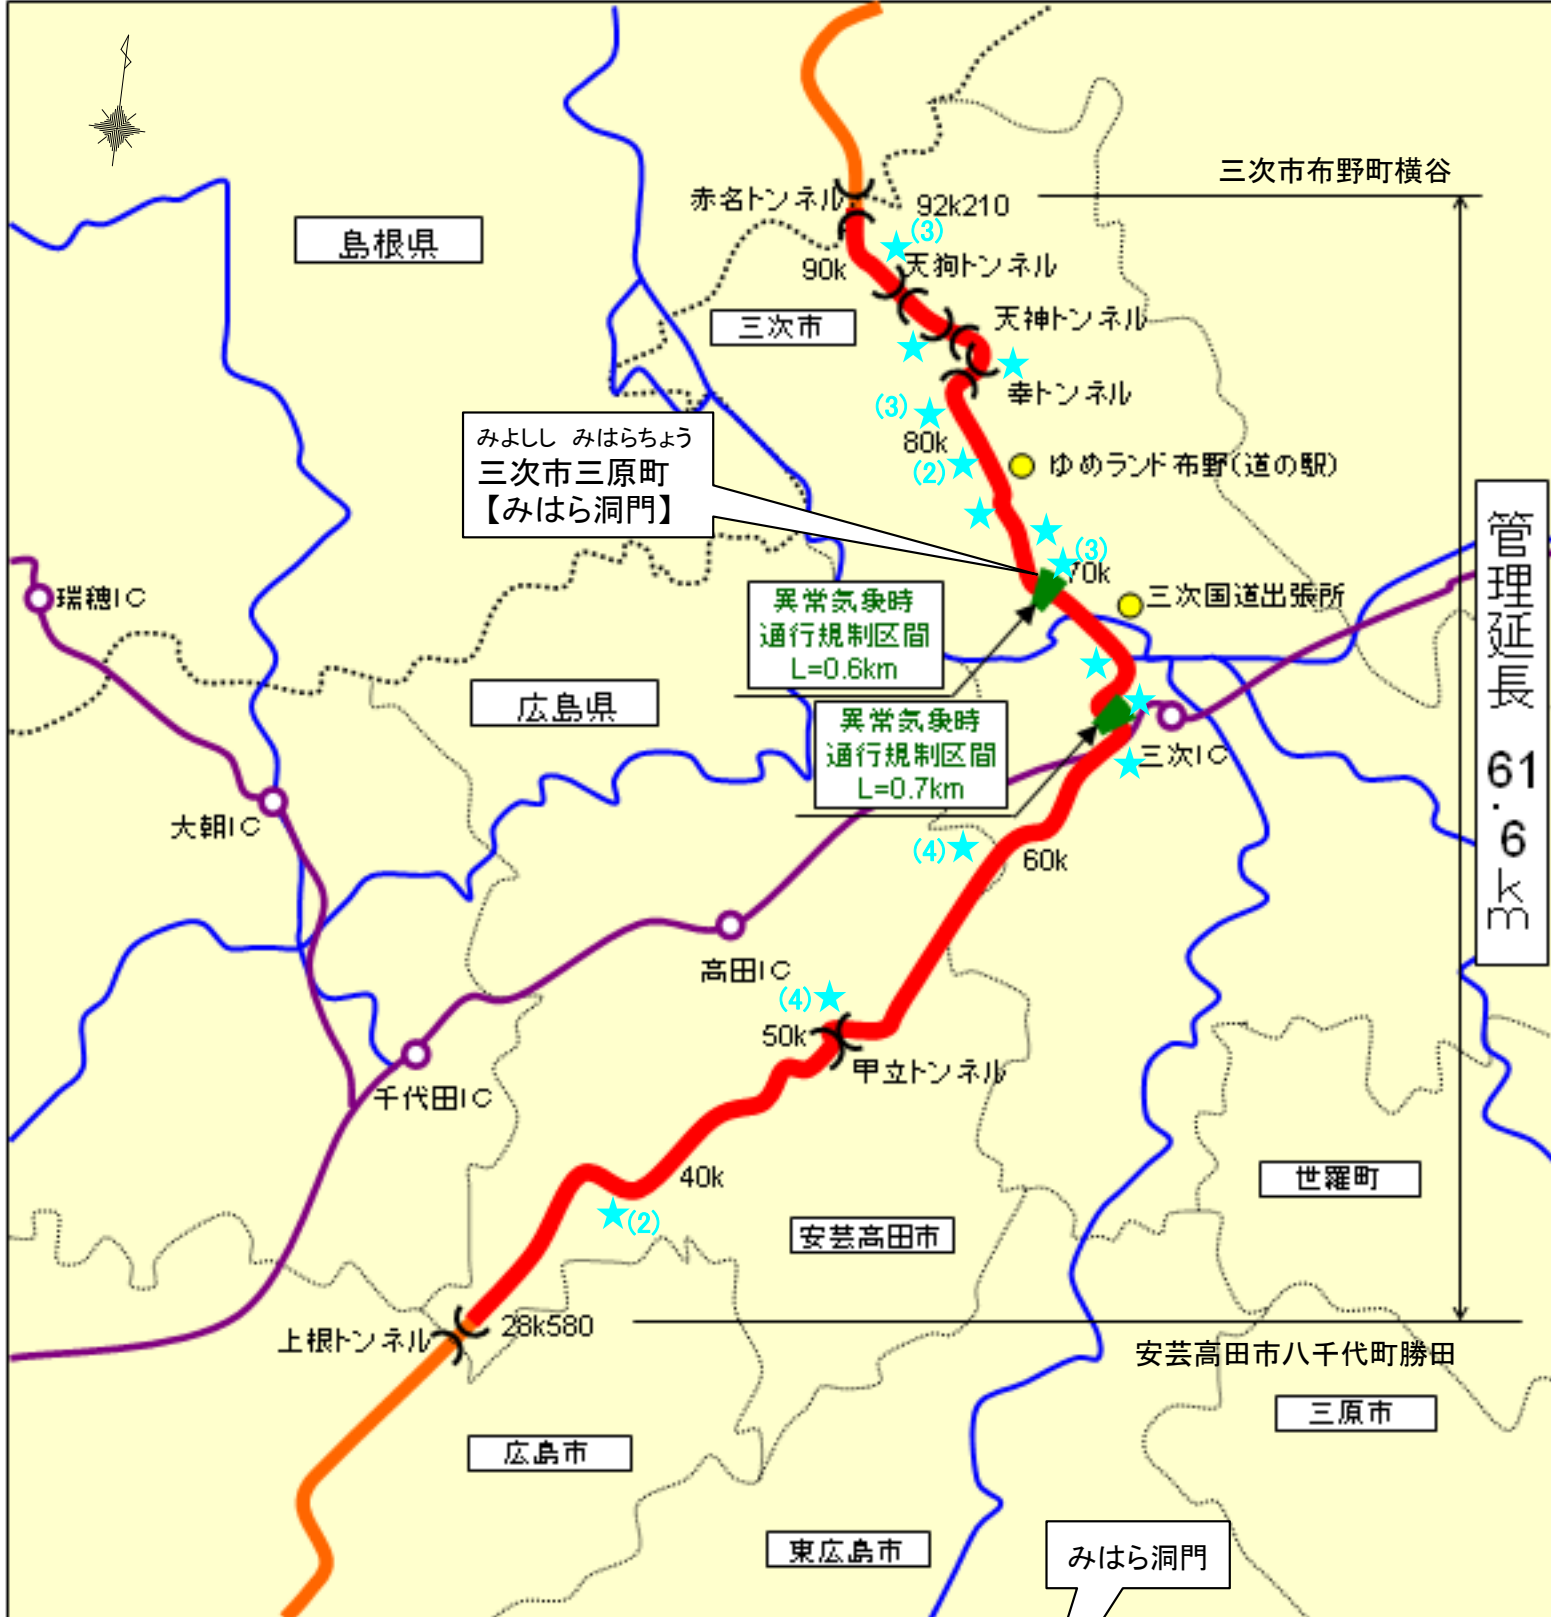 三次市布野町横谷
赤名トンネル
92k210
(3)
島根県
90k
天狗トンネル
三次市
天神トンネル
幸トンネル
(3)
みよしし みはらちょう
三次市三原町
【みはら洞門】
80k
(2)
ゆめランド布野(道の駅)
管理延長 61.6km
(3)
70k
瑞穂IC
異常気象時
通行規制区間
L=0.6km
三次国道出張所
広島県
異常気象時
通行規制区間
L=0.7km
三次IC
大朝IC
(4)
60k
高田IC
(4)
50k
甲立トンネル
千代田IC
40k
世羅町
(2)
安芸高田市
上根トンネル
28k580
安芸高田市八千代町勝田
三原市
広島市
東広島市
みはら洞門